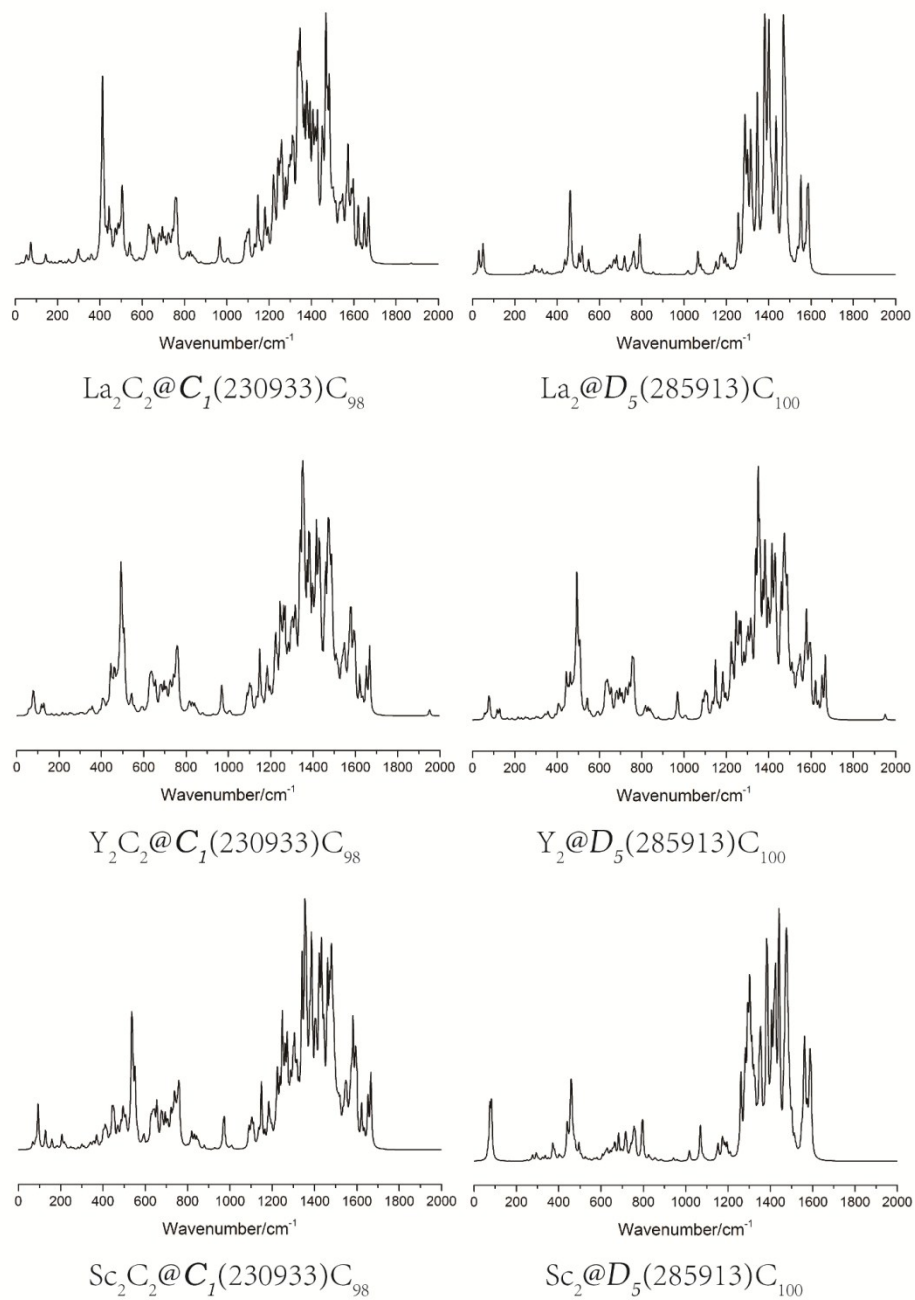 0 200 400 600 800 1000 1200 1400 1600 1800 2000
Wavenumber/cm⁻¹
La₂C₂@C₁(230933)C₉₈
0 200 400 600 800 1000 1200 1400 1600 1800 2000
Wavenumber/cm⁻¹
La₂@D₅(285913)C₁₀₀
0 200 400 600 800 1000 1200 1400 1600 1800 2000
Wavenumber/cm⁻¹
Y₂C₂@C₁(230933)C₉₈
0 200 400 600 800 1000 1200 1400 1600 1800 2000
Wavenumber/cm⁻¹
Y₂@D₅(285913)C₁₀₀
0 200 400 600 800 1000 1200 1400 1600 1800 2000
Wavenumber/cm⁻¹
Sc₂C₂@C₁(230933)C₉₈
0 200 400 600 800 1000 1200 1400 1600 1800 2000
Wavenumber/cm⁻¹
Sc₂@D₅(285913)C₁₀₀